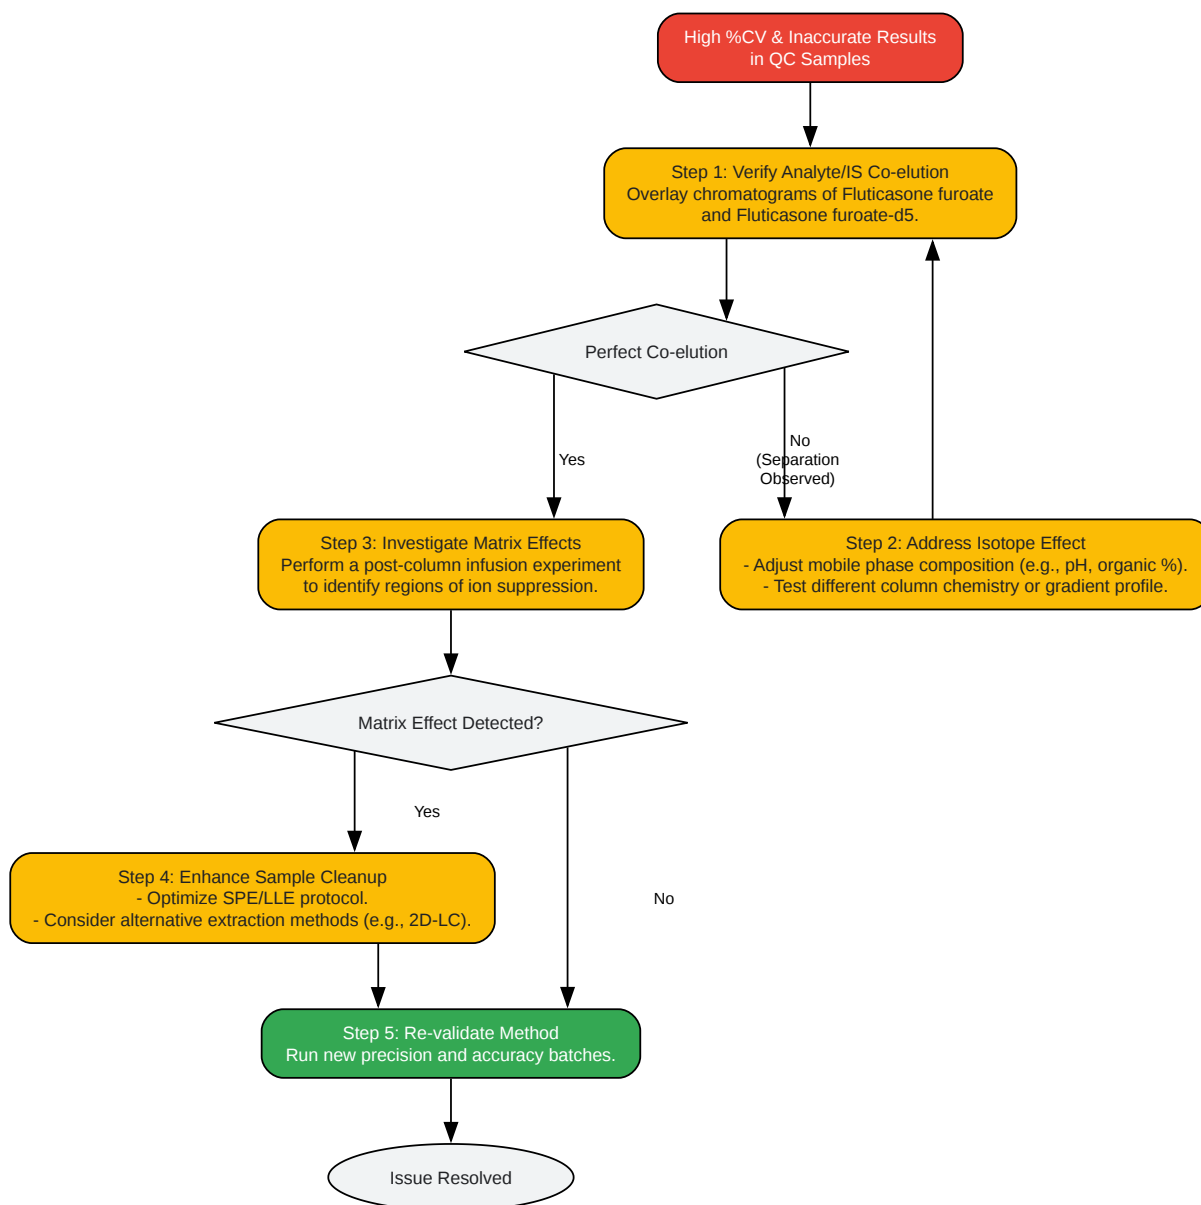 High %CV & Inaccurate Results
in QC Samples
Step 1: Verify Analyte/IS Co-elution
Overlay chromatograms of Fluticasone furoate
and Fluticasone furoate-d5.
Perfect Co-elution
Yes
No
(Separation
Observed)
Step 3: Investigate Matrix Effects
Perform a post-column infusion experiment
to identify regions of ion suppression.
Step 2: Address Isotope Effect
- Adjust mobile phase composition (e.g., pH, organic %).
- Test different column chemistry or gradient profile.
Matrix Effect Detected?
Yes
No
Step 4: Enhance Sample Cleanup
- Optimize SPE/LLE protocol.
- Consider alternative extraction methods (e.g., 2D-LC).
Step 5: Re-validate Method
Run new precision and accuracy batches.
Issue Resolved